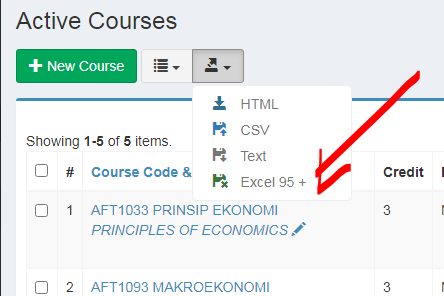 Active Courses
New Course
HTML
CSV
Text
Excel 95 +
Showing 1-5 of 5 items.
# Course Code & Credit
1 AFT1033 PRINSIP EKONOMI 3
PRINCIPLES OF ECONOMICS
2 AFT1093 MAKROEKONOMI 3